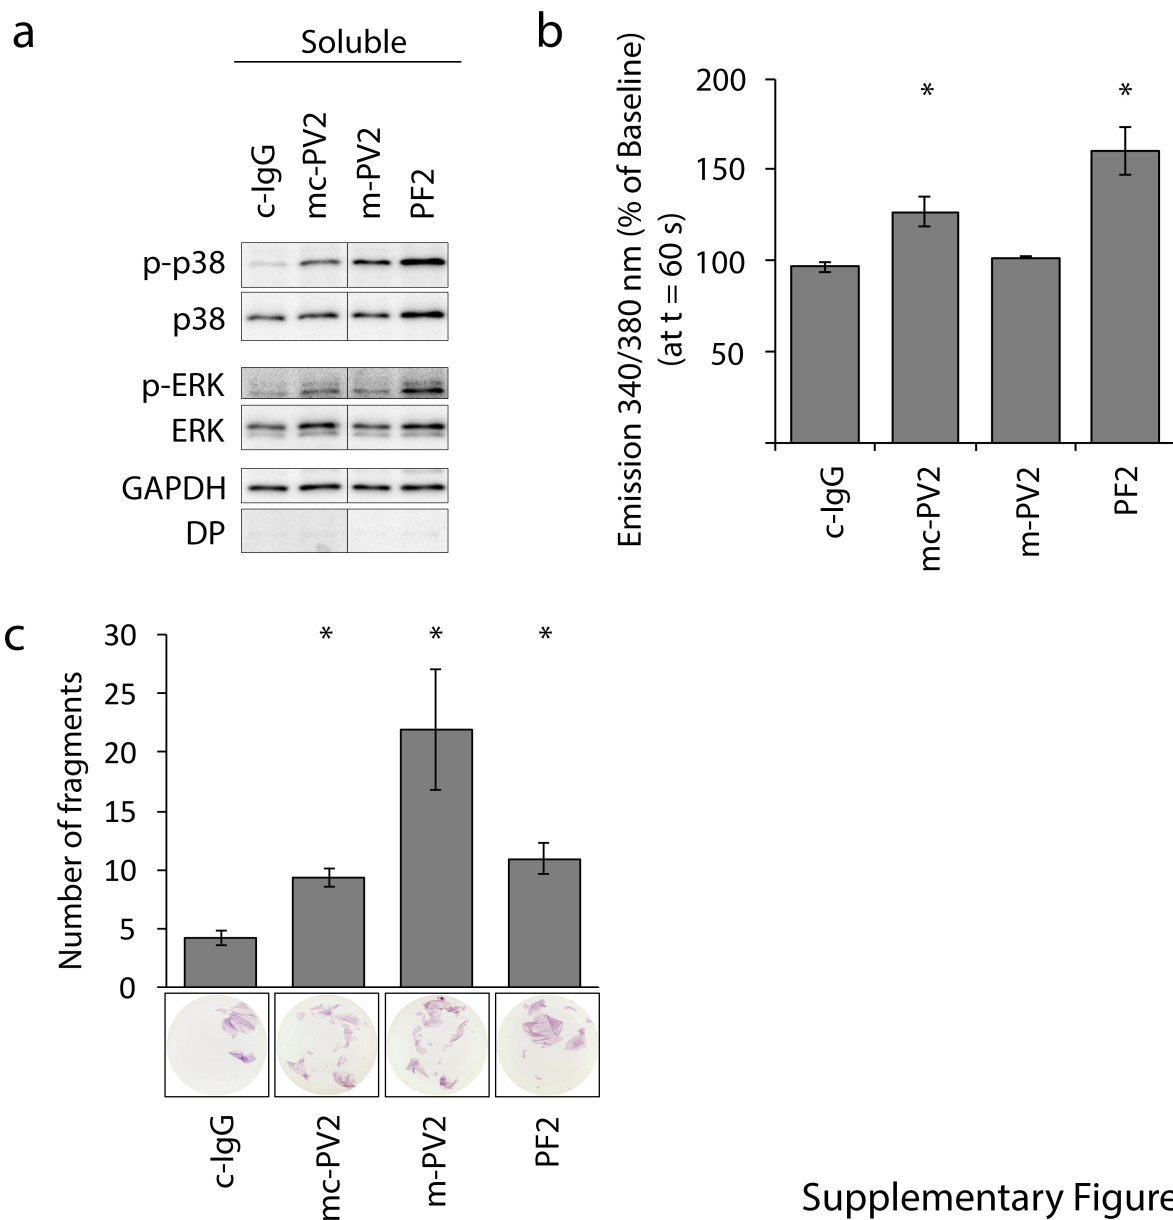 a
Soluble
c-IgG
mc-PV2
m-PV2
PF2
p-p38
p38
p-ERK
ERK
GAPDH
DP
b
Emission 340/380 nm (% of Baseline)
(at t = 60 s)
200
150
100
50
* *
c-IgG
mc-PV2
m-PV2
PF2
c
Number of fragments
30
25
20
15
10
5
0
* * *
c-IgG
mc-PV2
m-PV2
PF2
Supplementary Figure